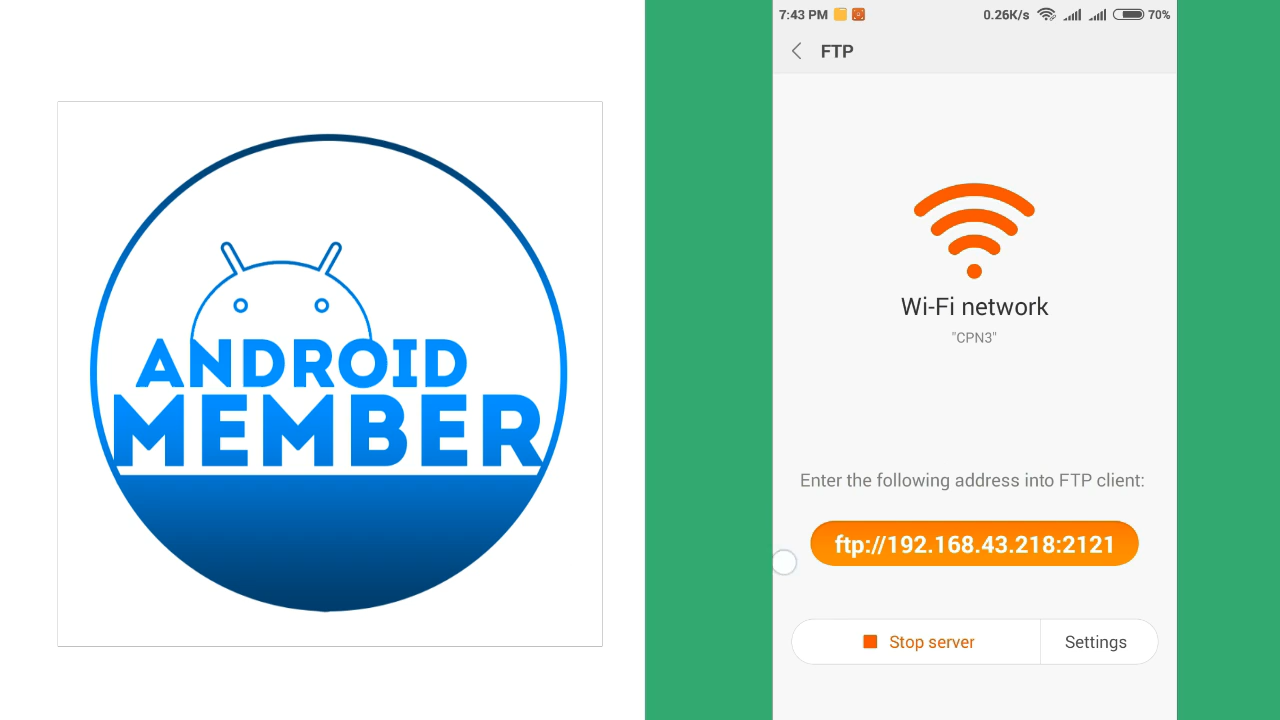 ANDROID
MEMBER
7:43 PM 0.26K/s 70%
FTP
Wi-Fi network
"CPN3"
Enter the following address into FTP client:
ftp://192.168.43.218:2121
Stop server Settings